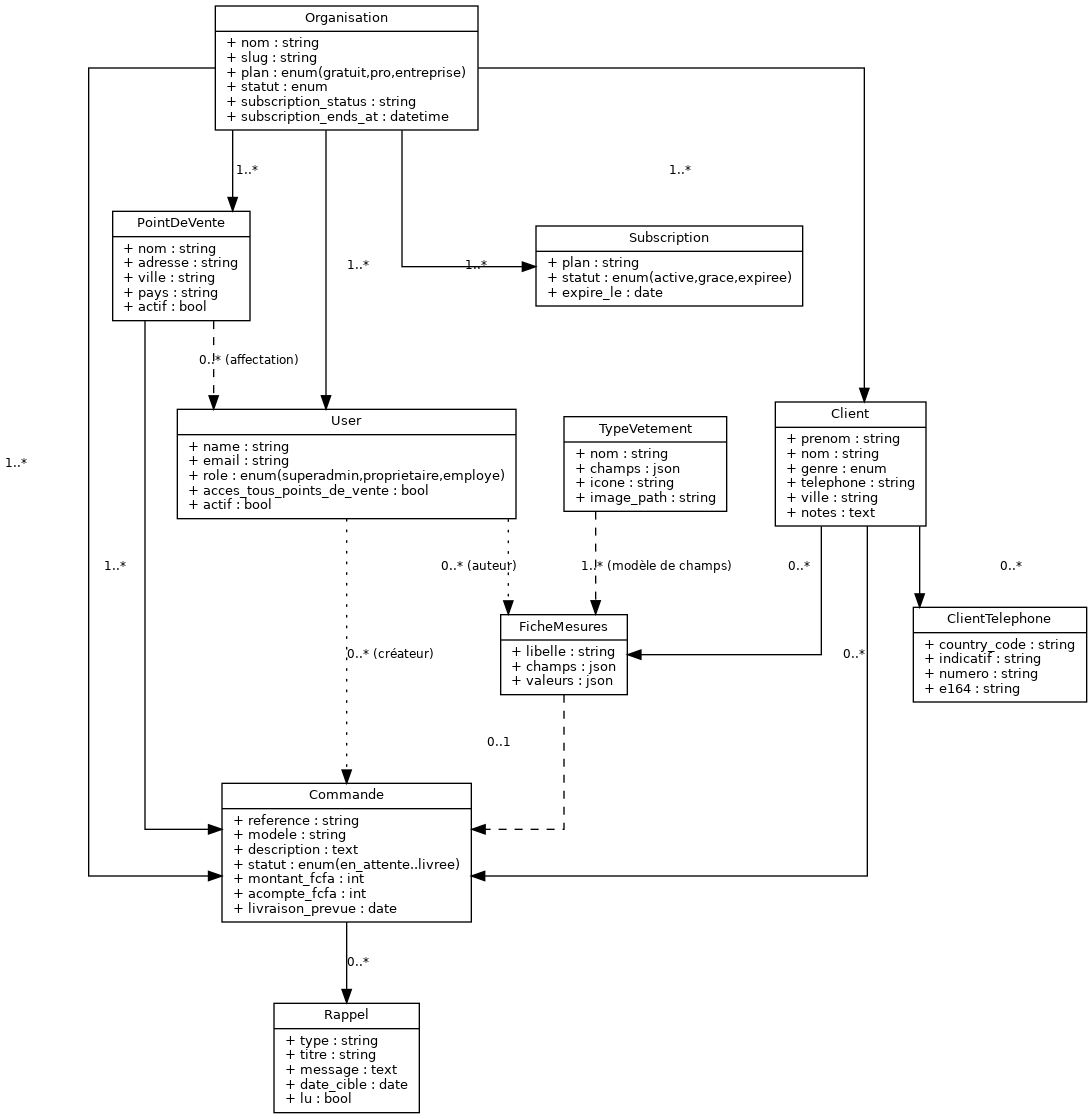 Organisation
+ nom : string
+ slug : string
+ plan : enum(gratuit,pro,entreprise)
+ statut : enum
+ subscription_status : string
+ subscription_ends_at : datetime
1..*
1..*
PointDeVente
+ nom : string
+ adresse : string
+ ville : string
+ pays : string
+ actif : bool
Subscription
+ plan : string
+ statut : enum(active,grace,expiree)
+ expire_le : date
1..*
1..*
0..* (affectation)
User
+ name : string
+ email : string
+ role : enum(superadmin,proprietaire,employe)
+ acces_tous_points_de_vente : bool
+ actif : bool
TypeVetement
+ nom : string
+ champs : json
+ icone : string
+ image_path : string
Client
+ prenom : string
+ nom : string
+ genre : enum
+ telephone : string
+ ville : string
+ notes : text
1..*
1..*
0..* (auteur)
1..* (modèle de champs)
0..*
0..*
FicheMesures
+ libelle : string
+ champs : json
+ valeurs : json
ClientTelephone
+ country_code : string
+ indicatif : string
+ numero : string
+ e164 : string
0..* (créateur)
0..*
0..1
Commande
+ reference : string
+ modele : string
+ description : text
+ statut : enum(en_attente..livree)
+ montant_fcfa : int
+ acompte_fcfa : int
+ livraison_prevue : date
0..*
Rappel
+ type : string
+ titre : string
+ message : text
+ date_cible : date
+ lu : bool